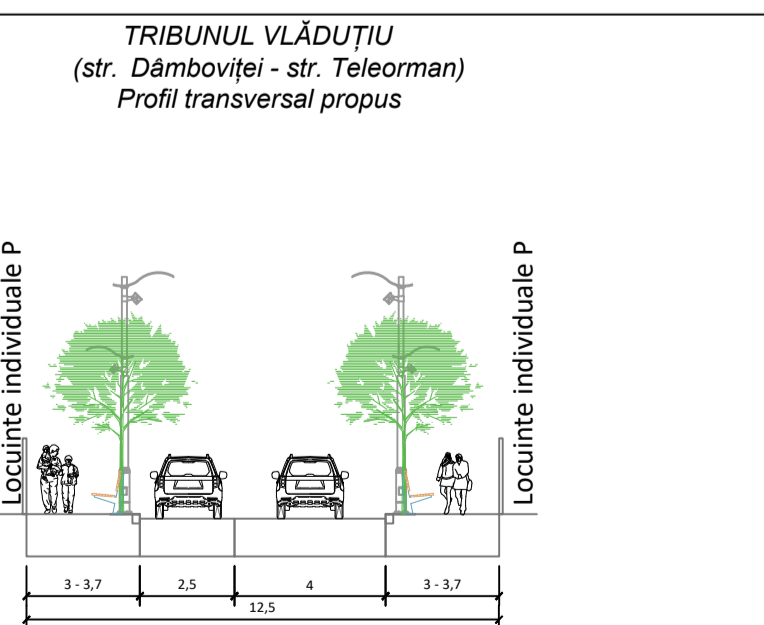 TRIBUNUL VLĂDUȚIU
(str. Dâmboviței - str. Teleorman)
Profil transversal propus
Locuinte individuale P
Locuinte individuale P
3 - 3,7
2,5
4
3 - 3,7
12,5